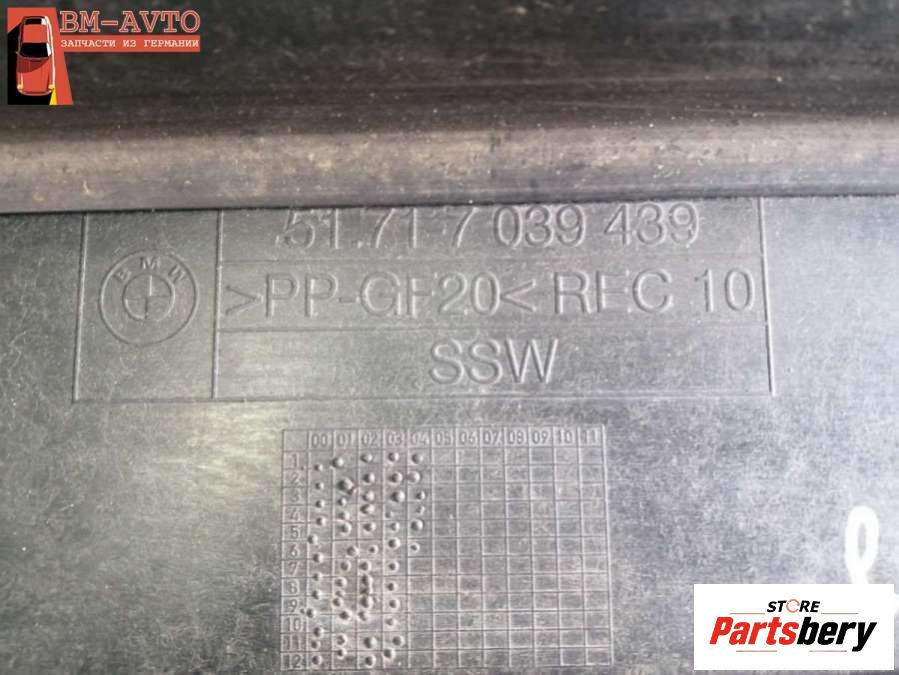 ВМ-AVTO
ЗАПЧАСТИ ИЗ ГЕРМАНИИ
51.71 7 039 439
BMW
>PP-GF20< REC 10
SSW
00 01 02 03 04 05 06 07 08 09 10 11
1
2
3
4
5
6
7
8
9
10
11
12
STORE
Partsbery